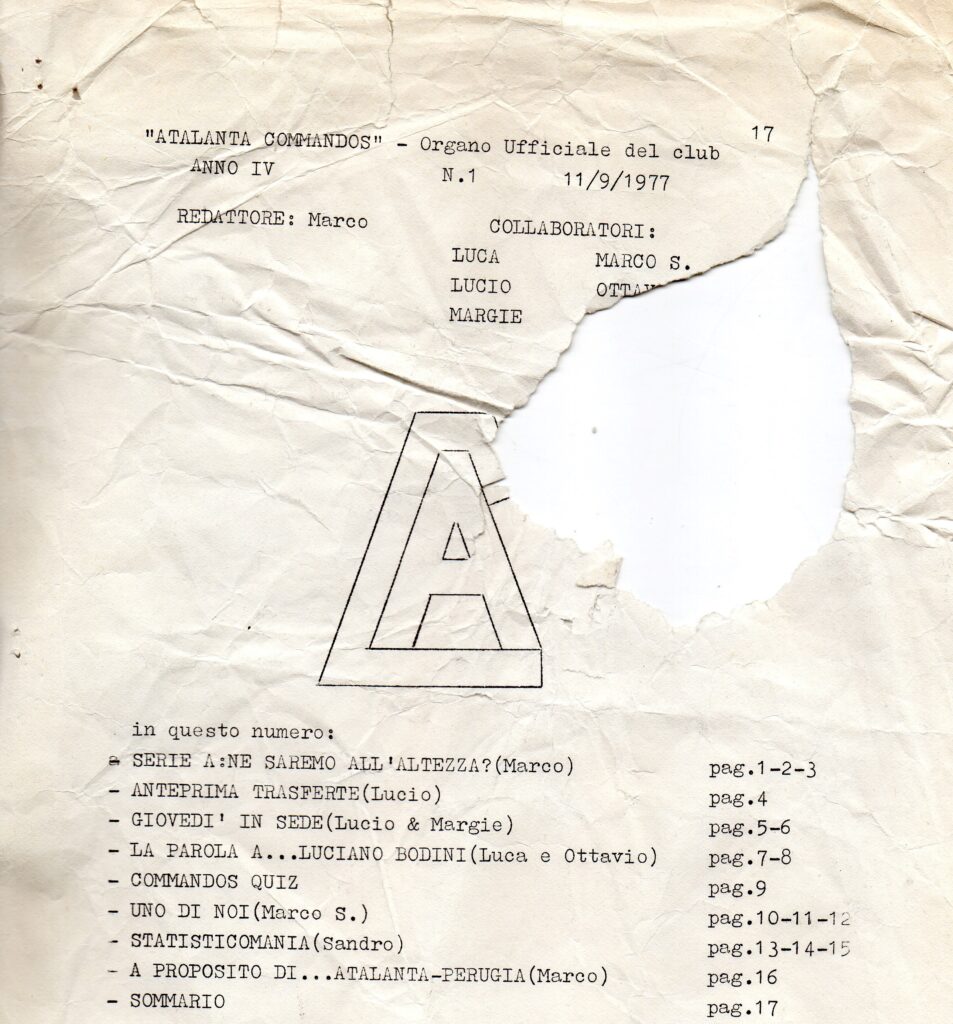 17
"ATALANTA COMMANDOS" - Organo Ufficiale del club
ANNO IV N.1 11/9/1977
REDATTORE: Marco COLLABORATORI:
LUCA MARCO S.
LUCIO
MARGIE
A
in questo numero:
- SERIE A:NE SAREMO ALL'ALTEZZA?(Marco) pag.1-2-3
- ANTEPRIMA TRASFERTE(Lucio) pag.4
- GIOVEDI' IN SEDE(Lucio & Margie) pag.5-6
- LA PAROLA A...LUCIANO BODINI(Luca e Ottavio) pag.7-8
- COMMANDOS QUIZ pag.9
- UNO DI NOI(Marco S.) pag.10-11-12
- STATISTICOMANIA(Sandro) pag.13-14-15
- A PROPOSITO DI...ATALANTA-PERUGIA(Marco) pag.16
- SOMMARIO pag.17